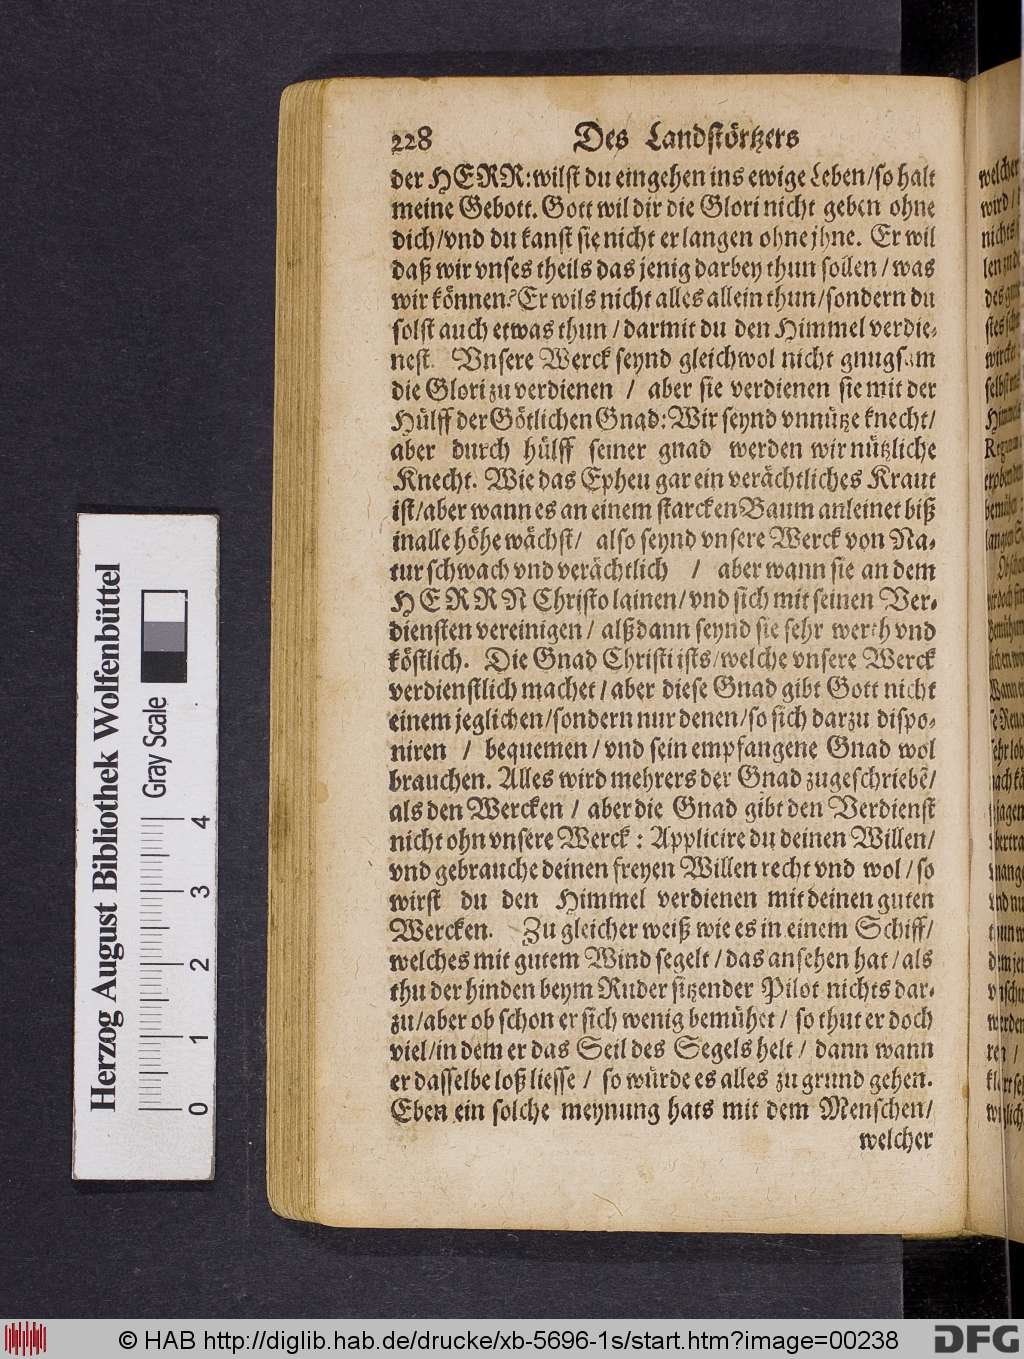 228 Des Landstörtzers
der HERR: wilst du eingehen ins ewige Leben / so halt
meine Gebott. Gott wil dir die Glori nicht geben ohne
dich / vnd du kanst sie nicht erlangen ohne jhne. Er wil
daß wir vnses theils das jenig darbey thun sollen / was
wir können: Er wils nicht alles allein thun / sondern du
solst auch etwas thun / darmit du den Himmel verdie-
nest. Vnsere Werck seynd gleichwol nicht gnugsam
die Glori zu verdienen / aber sie verdienen sie mit der
Hülff der Götlichen Gnad: Wir seynd vnnütze knecht /
aber durch hülff seiner gnad werden wir nützliche
Knecht. Wie das Epheu gar ein verächtliches Kraut
ist / aber wann es an einem starcken Baum anleinet biß
in alle höhe wächst / also seynd vnsere Werck von Na-
tur schwach vnd verächtlich / aber wann sie an dem
HERRN Christo lainen / vnd sich mit seinen Ver-
diensten vereinigen / alßdann seynd sie sehr werth vnd
köstlich. Die Gnad Christi ists / welche vnsere Werck
verdienstlich machet / aber diese Gnad gibt Gott nicht
einem jeglichen / sondern nur denen / so sich darzu dispo-
niren / bequemen / vnd sein empfangene Gnad wol
brauchen. Alles wird mehrers der Gnad zugeschriebē /
als den Wercken / aber die Gnad gibt den Verdienst
nicht ohn vnsere Werck: Applicire du deinen Willen /
vnd gebrauche deinen freyen Willen recht vnd wol / so
wirst du den Himmel verdienen mit deinen guten
Wercken. Zu gleicher weiß wie es in einem Schiff /
welches mit gutem Wind segelt / das ansehen hat / als
thu der hinden beym Ruder sitzender Pilot nichts dar-
zu / aber ob schon er sich wenig bemühet / so thut er doch
viel / in dem er das Seil des Segels helt / dann wann
er dasselbe loß liesse / so würde es alles zu grund gehen.
Eben ein solche meynung hats mit dem Menschen /
welcher
Herzog August Bibliothek Wolfenbüttel
Gray Scale
0 1 2 3 4
© HAB http://diglib.hab.de/drucke/xb-5696-1s/start.htm?image=00238
DFG